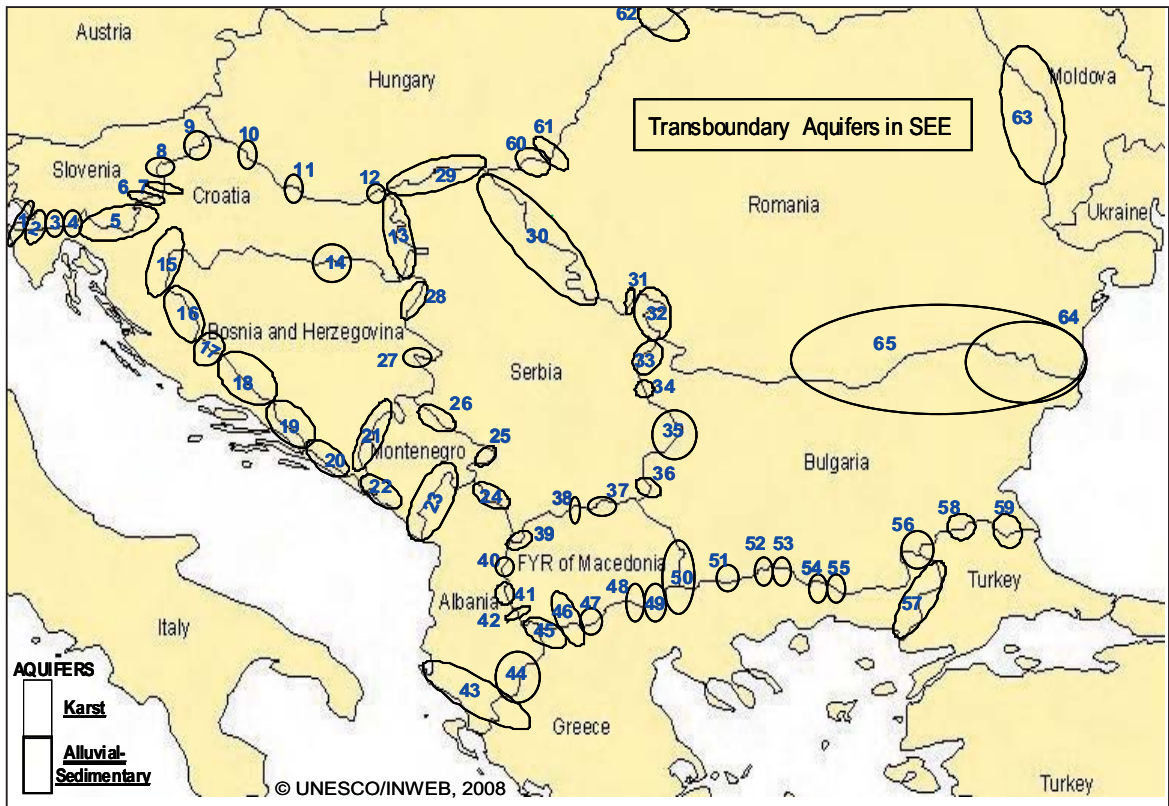 62
Austria
Hungary
Moldova
Transboundary Aquifers in SEE
63
9
10
8
Slovenia
11
60
61
12
29
6
7
Croatia
Romania
Ukraine
1
2
3
4
5
13
30
14
15
31
28
32
16
Bosnia and Herzegovina
64
65
17
27
33
Serbia
18
34
26
19
21
35
25
20
Montenegro
Bulgaria
22
23
24
36
38
37
58
59
39
56
40
FYR of Macedonia
51
52
53
50
Turkey
54
55
41
Albania
48
49
57
42
46
47
45
Italy
AQUIFERS
43
44
Karst
Greece
Alluvial-
Sedimentary
© UNESCO/INWEB, 2008
Turkey